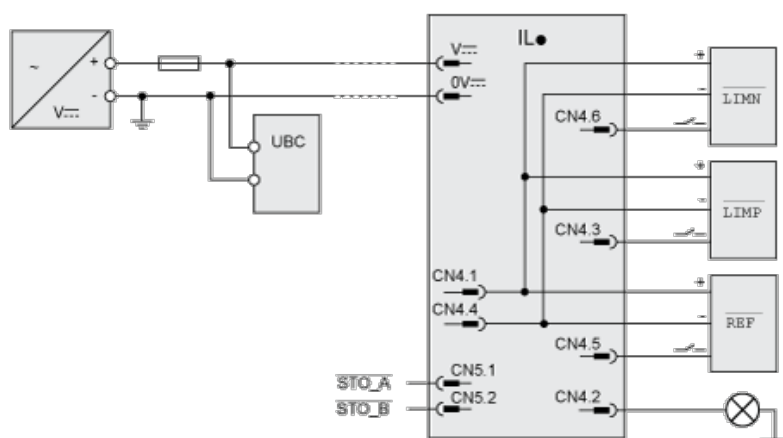 ~
+
-
V⎓
UBC
IL●
V⎓
0V⎓
CN4.6
+
-
LIMN
CN4.3
+
-
LIMP
CN4.1
CN4.4
CN4.5
+
-
REF
STO_A
STO_B
CN5.1
CN5.2
CN4.2